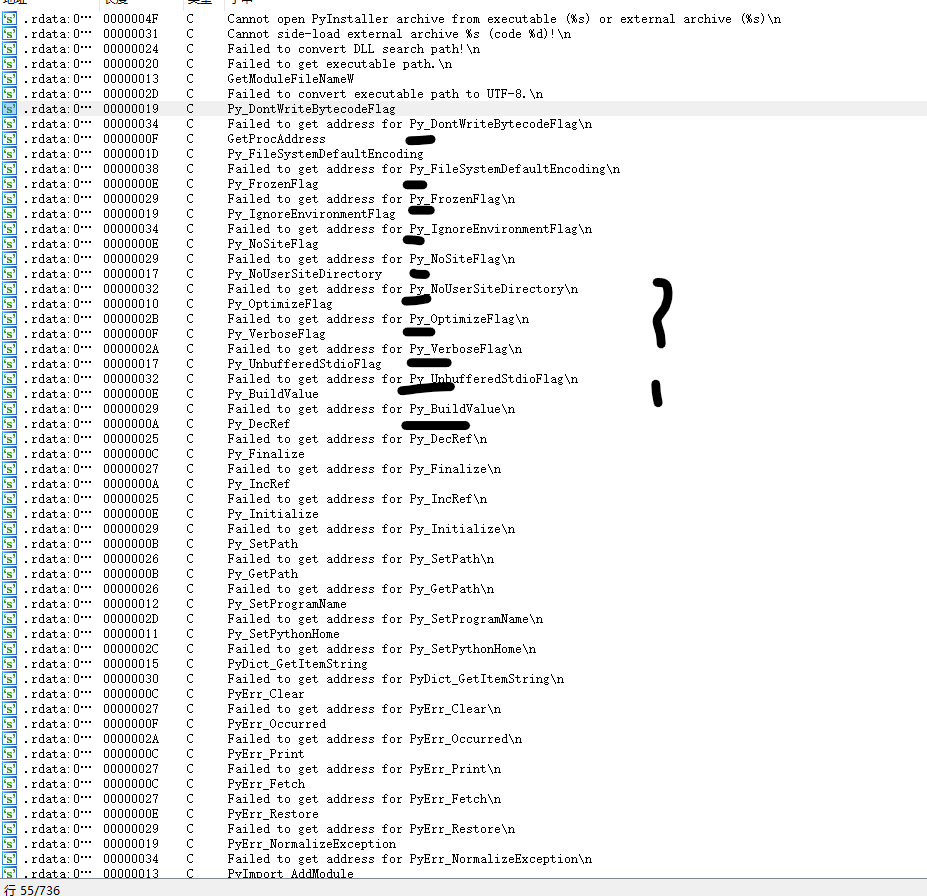 .rdata:0··· 0000004F C Cannot open PyInstaller archive from executable (%s) or external archive (%s)\n
.rdata:0··· 00000031 C Cannot side-load external archive %s (code %d)!\n
.rdata:0··· 00000024 C Failed to convert DLL search path!\n
.rdata:0··· 00000020 C Failed to get executable path.\n
.rdata:0··· 00000013 C GetModuleFileNameW
.rdata:0··· 0000002D C Failed to convert executable path to UTF-8.\n
.rdata:0··· 00000019 C Py_DontWriteBytecodeFlag
.rdata:0··· 00000034 C Failed to get address for Py_DontWriteBytecodeFlag\n
.rdata:0··· 0000000F C GetProcAddress
.rdata:0··· 0000001D C Py_FileSystemDefaultEncoding
.rdata:0··· 00000038 C Failed to get address for Py_FileSystemDefaultEncoding\n
.rdata:0··· 0000000E C Py_FrozenFlag
.rdata:0··· 00000029 C Failed to get address for Py_FrozenFlag\n
.rdata:0··· 00000019 C Py_IgnoreEnvironmentFlag
.rdata:0··· 00000034 C Failed to get address for Py_IgnoreEnvironmentFlag\n
.rdata:0··· 0000000E C Py_NoSiteFlag
.rdata:0··· 00000029 C Failed to get address for Py_NoSiteFlag\n
.rdata:0··· 00000017 C Py_NoUserSiteDirectory
.rdata:0··· 00000032 C Failed to get address for Py_NoUserSiteDirectory\n
.rdata:0··· 00000010 C Py_OptimizeFlag
.rdata:0··· 0000002B C Failed to get address for Py_OptimizeFlag\n
.rdata:0··· 0000000F C Py_VerboseFlag
.rdata:0··· 0000002A C Failed to get address for Py_VerboseFlag\n
.rdata:0··· 00000017 C Py_UnbufferedStdioFlag
.rdata:0··· 00000032 C Failed to get address for Py_UnbufferedStdioFlag\n
.rdata:0··· 0000000E C Py_BuildValue
.rdata:0··· 00000029 C Failed to get address for Py_BuildValue\n
.rdata:0··· 0000000A C Py_DecRef
.rdata:0··· 00000025 C Failed to get address for Py_DecRef\n
.rdata:0··· 0000000C C Py_Finalize
.rdata:0··· 00000027 C Failed to get address for Py_Finalize\n
.rdata:0··· 0000000A C Py_IncRef
.rdata:0··· 00000025 C Failed to get address for Py_IncRef\n
.rdata:0··· 0000000E C Py_Initialize
.rdata:0··· 00000029 C Failed to get address for Py_Initialize\n
.rdata:0··· 0000000B C Py_SetPath
.rdata:0··· 00000026 C Failed to get address for Py_SetPath\n
.rdata:0··· 0000000B C Py_GetPath
.rdata:0··· 00000026 C Failed to get address for Py_GetPath\n
.rdata:0··· 00000012 C Py_SetProgramName
.rdata:0··· 0000002D C Failed to get address for Py_SetProgramName\n
.rdata:0··· 00000011 C Py_SetPythonHome
.rdata:0··· 0000002C C Failed to get address for Py_SetPythonHome\n
.rdata:0··· 00000015 C PyDict_GetItemString
.rdata:0··· 00000030 C Failed to get address for PyDict_GetItemString\n
.rdata:0··· 0000000C C PyErr_Clear
.rdata:0··· 00000027 C Failed to get address for PyErr_Clear\n
.rdata:0··· 0000000F C PyErr_Occurred
.rdata:0··· 0000002A C Failed to get address for PyErr_Occurred\n
.rdata:0··· 0000000C C PyErr_Print
.rdata:0··· 00000027 C Failed to get address for PyErr_Print\n
.rdata:0··· 0000000C C PyErr_Fetch
.rdata:0··· 00000027 C Failed to get address for PyErr_Fetch\n
.rdata:0··· 0000000E C PyErr_Restore
.rdata:0··· 00000029 C Failed to get address for PyErr_Restore\n
.rdata:0··· 00000019 C PyErr_NormalizeException
.rdata:0··· 00000034 C Failed to get address for PyErr_NormalizeException\n
.rdata:0··· 00000013 C PyImport_AddModule
?
行 55/736